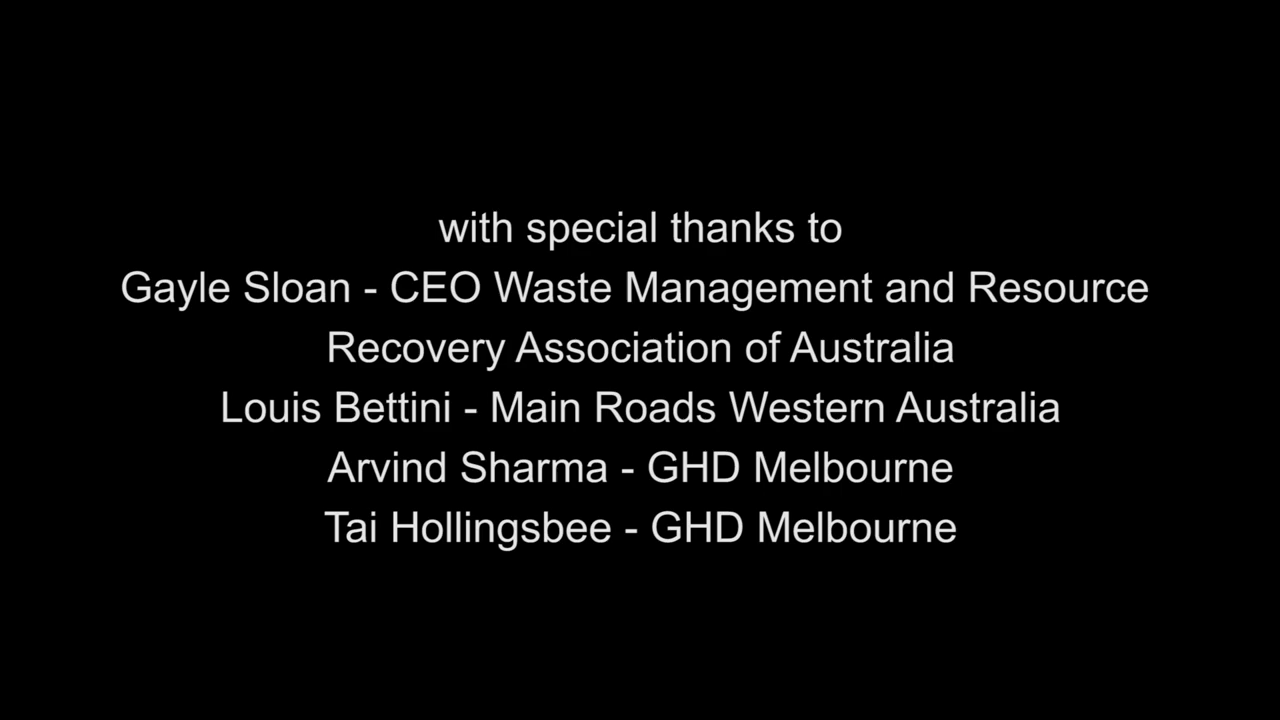 with special thanks to
Gayle Sloan - CEO Waste Management and Resource
Recovery Association of Australia
Louis Bettini - Main Roads Western Australia
Arvind Sharma - GHD Melbourne
Tai Hollingsbee - GHD Melbourne